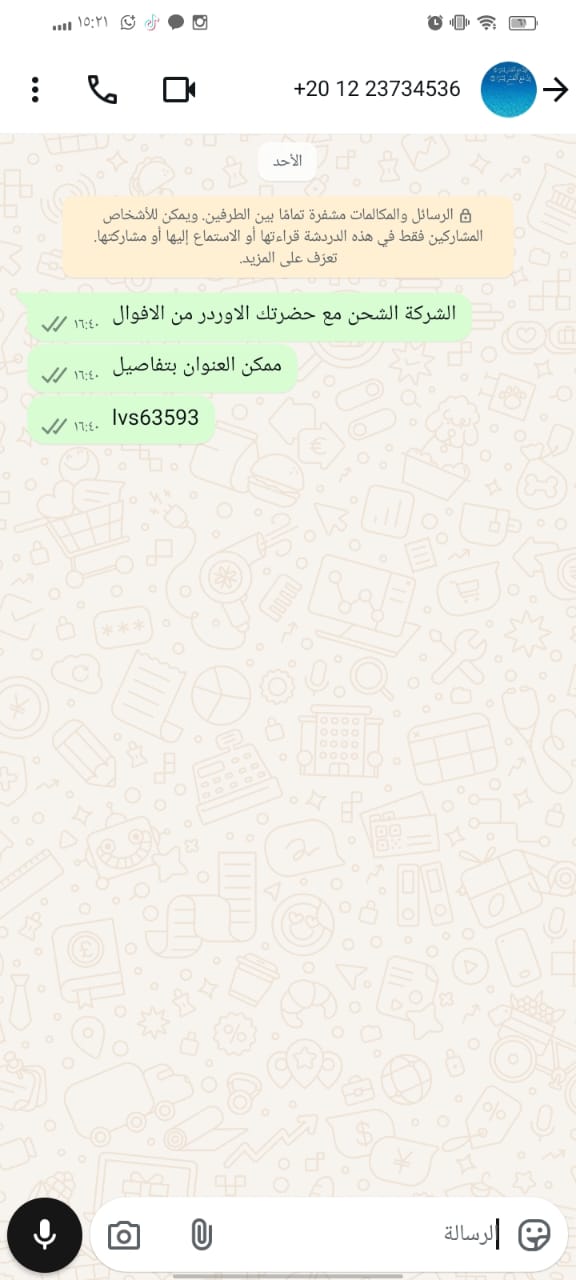 ١٥:٢١
+20 12 23734536
الأحد
الرسائل والمكالمات مشفرة تمامًا بين الطرفين. ويمكن للأشخاص
المشاركين فقط في هذه الدردشة قراءتها أو الاستماع إليها أو مشاركتها.
تعرّف على المزيد.
الشركة الشحن مع حضرتك الاوردر من الافوال
١٦:٤٠
ممكن العنوان بتفاصيل
١٦:٤٠
lvs63593
١٦:٤٠
الرسالة